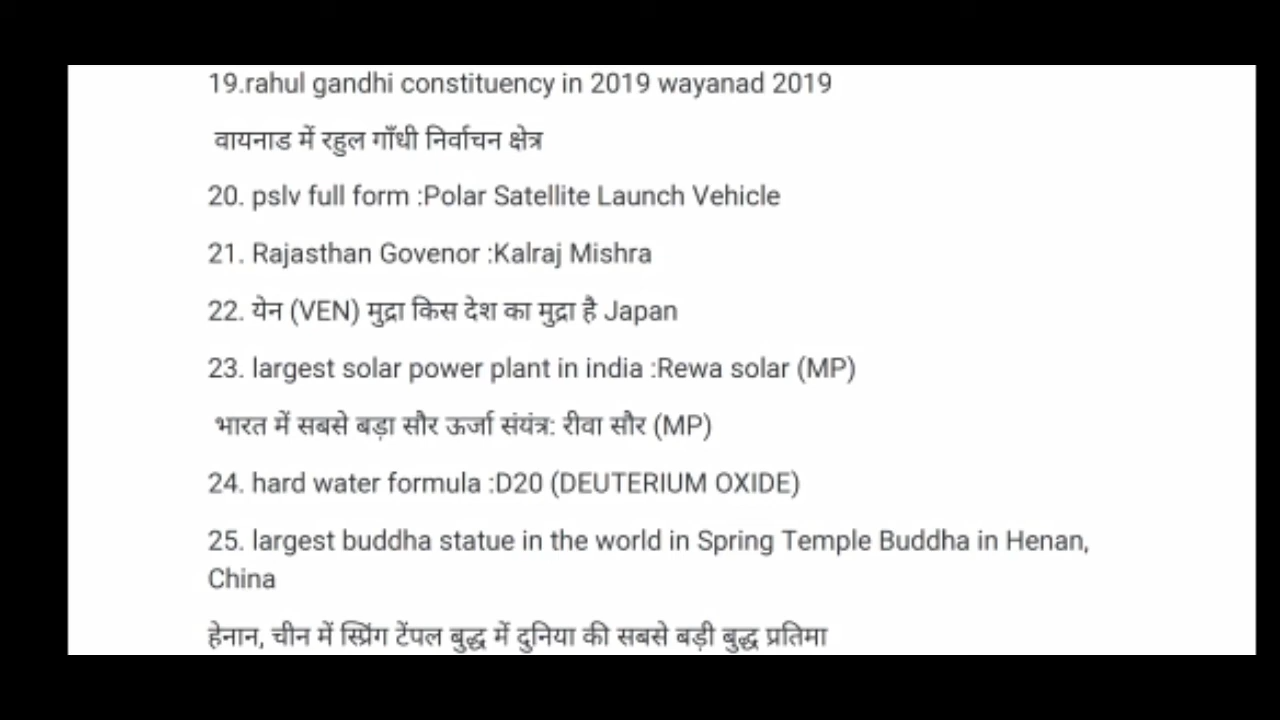 19.rahul gandhi constituency in 2019 wayanad 2019
वायनाड में रहुल गाँधी निर्वाचन क्षेत्र
20. pslv full form :Polar Satellite Launch Vehicle
21. Rajasthan Govenor :Kalraj Mishra
22. येन (VEN) मुद्रा किस देश का मुद्रा है Japan
23. largest solar power plant in india :Rewa solar (MP)
भारत में सबसे बड़ा सौर ऊर्जा संयंत्र: रीवा सौर (MP)
24. hard water formula :D20 (DEUTERIUM OXIDE)
25. largest buddha statue in the world in Spring Temple Buddha in Henan,
China
हेनान, चीन में स्प्रिंग टेंपल बुद्ध में दुनिया की सबसे बड़ी बुद्ध प्रतिमा